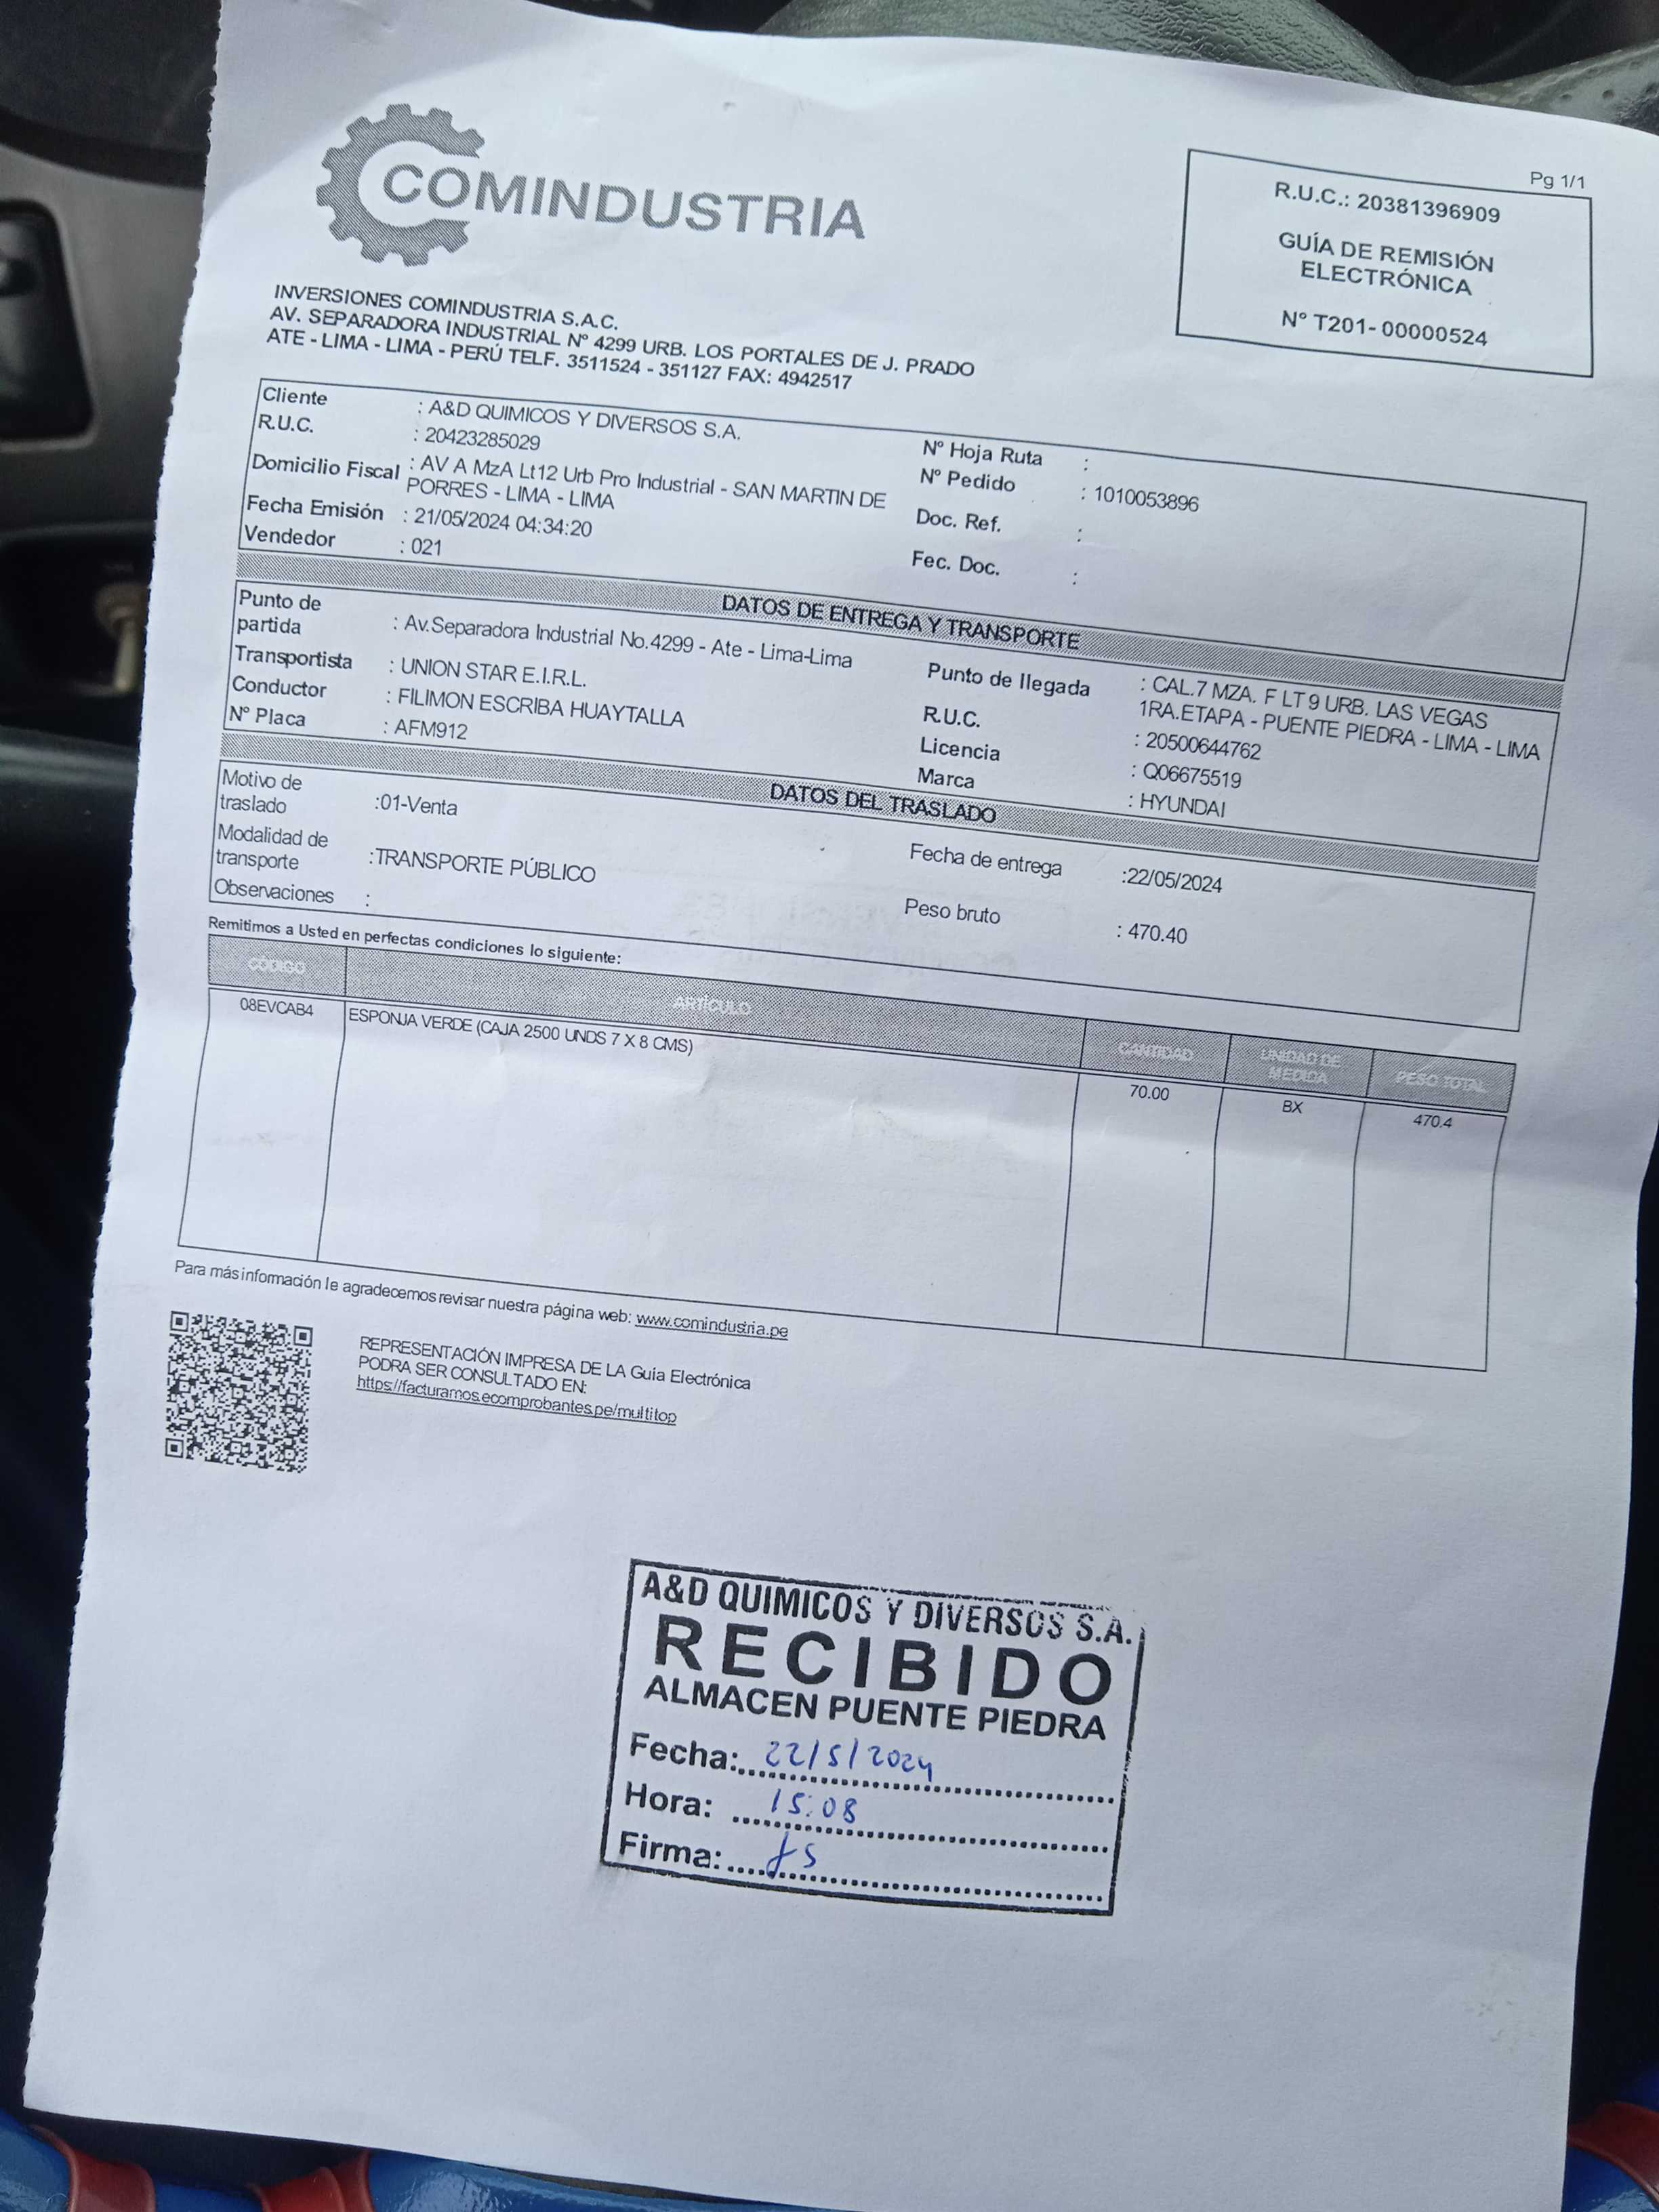 COMINDUSTRIA
Pg 1/1
R.U.C.: 20381396909
GUÍA DE REMISIÓN
ELECTRÓNICA
N° T201- 00000524
INVERSIONES COMINDUSTRIA S.A.C.
AV. SEPARADORA INDUSTRIAL Nº 4299 URB. LOS PORTALES DE J. PRADO
ATE - LIMA - LIMA - PERÚ TELF. 3511524 - 351127 FAX: 4942517
Cliente : A&D QUIMICOS Y DIVERSOS S.A.
R.U.C. : 20423285029
Domicilio Fiscal : AV A MzA Lt12 Urb Pro Industrial - SAN MARTIN DE
PORRES - LIMA - LIMA
Fecha Emisión : 21/05/2024 04:34:20
Vendedor : 021
Nº Hoja Ruta :
Nº Pedido : 1010053896
Doc. Ref. :
Fec. Doc. :
DATOS DE ENTREGA Y TRANSPORTE
Punto de
partida : Av.Separadora Industrial No.4299 - Ate - Lima-Lima
Transportista : UNION STAR E.I.R.L.
Conductor : FILIMON ESCRIBA HUAYTALLA
Nº Placa : AFM912
Punto de llegada : CAL.7 MZA. F LT 9 URB. LAS VEGAS
1RA.ETAPA - PUENTE PIEDRA - LIMA - LIMA
R.U.C. : 20500644762
Licencia : Q06675519
Marca : HYUNDAI
DATOS DEL TRASLADO
Motivo de
traslado :01-Venta
Modalidad de
transporte :TRANSPORTE PÚBLICO
Observaciones :
Fecha de entrega :22/05/2024
Peso bruto : 470.40
Remitimos a Usted en perfectas condiciones lo siguiente:
CÓDIGO ARTÍCULO CANTIDAD UNIDAD DE MEDIDA PESO TOTAL
08EVCAB4 ESPONJA VERDE (CAJA 2500 UNDS 7 X 8 CMS) 70.00 BX 470.4
Para más información le agradecemos revisar nuestra página web: www.comindustria.pe
REPRESENTACIÓN IMPRESA DE LA Guía Electrónica
PODRA SER CONSULTADO EN:
https://facturamos.ecomprobantes.pe/multitop
A&D QUIMICOS Y DIVERSOS S.A.
RECIBIDO
ALMACEN PUENTE PIEDRA
Fecha: 22/5/2024
Hora: 15:08
Firma: